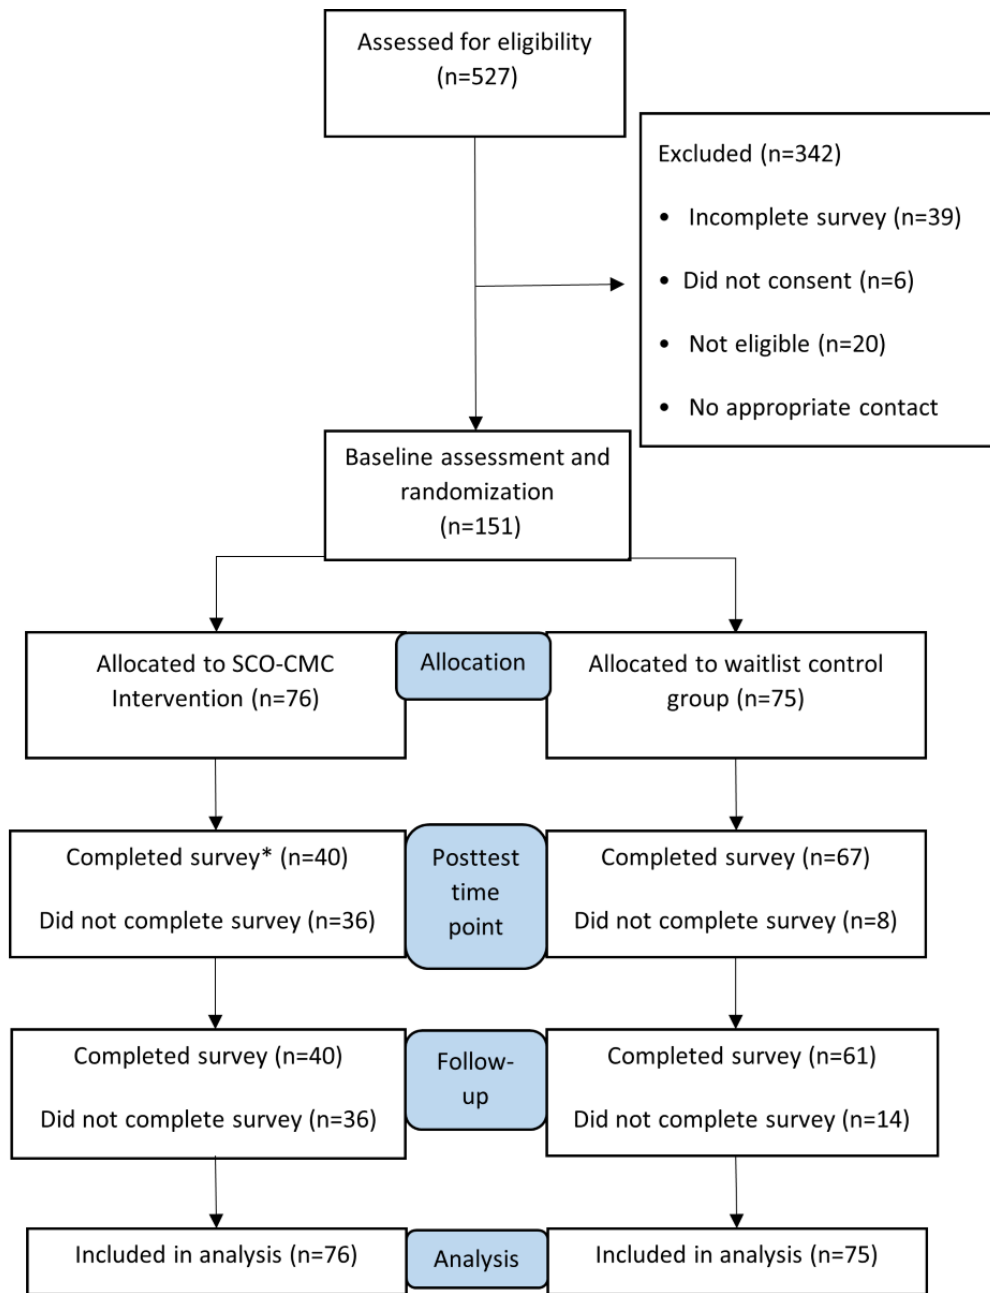 Assessed for eligibility
(n=527)
Excluded (n=342)
• Incomplete survey (n=39)
• Did not consent (n=6)
• Not eligible (n=20)
• No appropriate contact
Baseline assessment and
randomization
(n=151)
Allocated to SCO-CMC
Intervention (n=76)
Allocation
Allocated to waitlist control
group (n=75)
Completed survey* (n=40)
Did not complete survey (n=36)
Posttest
time
point
Completed survey (n=67)
Did not complete survey (n=8)
Completed survey (n=40)
Did not complete survey (n=36)
Follow-
up
Completed survey (n=61)
Did not complete survey (n=14)
Included in analysis (n=76)
Analysis
Included in analysis (n=75)